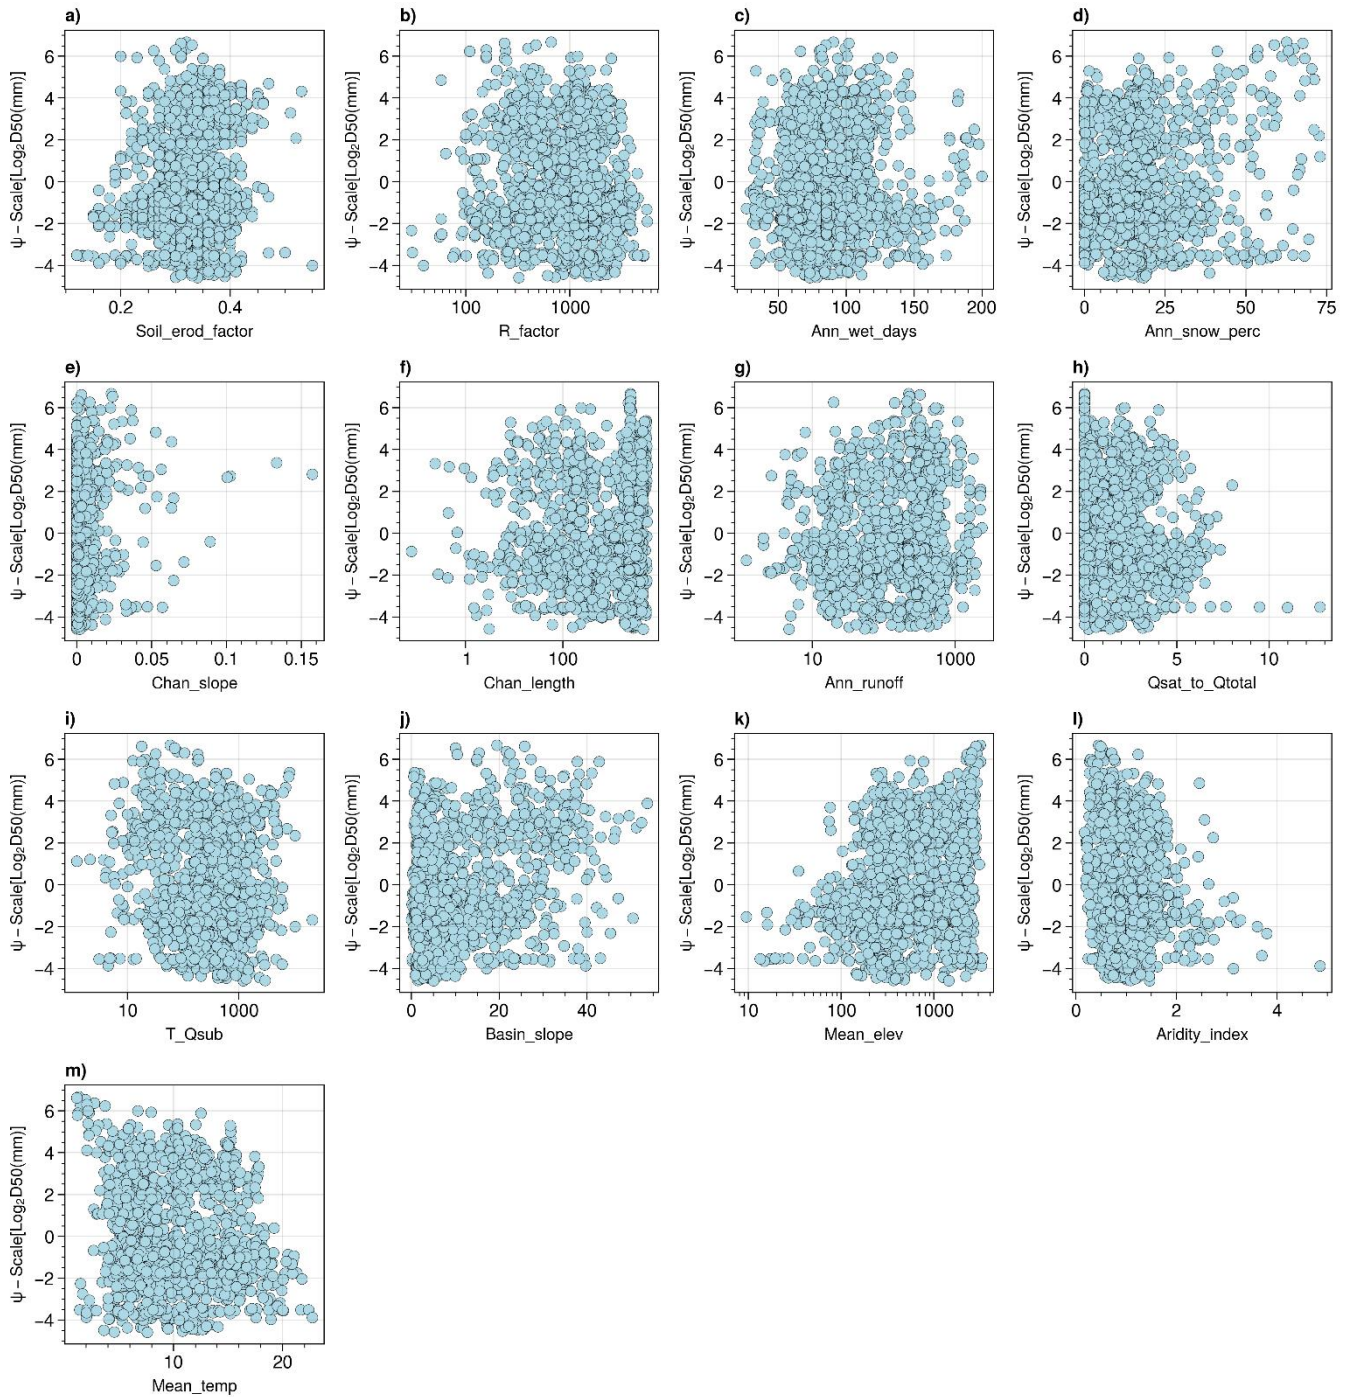 a)
b)
c)
d)
ψ − Scale[Log₂D50(mm)]
ψ − Scale[Log₂D50(mm)]
ψ − Scale[Log₂D50(mm)]
ψ − Scale[Log₂D50(mm)]
6
4
2
0
−2
−4
6
4
2
0
−2
−4
6
4
2
0
−2
−4
6
4
2
0
−2
−4
0.2 0.4
100 1000
50 100 150 200
0 25 50 75
Soil_erod_factor
R_factor
Ann_wet_days
Ann_snow_perc
e)
f)
g)
h)
ψ − Scale[Log₂D50(mm)]
ψ − Scale[Log₂D50(mm)]
ψ − Scale[Log₂D50(mm)]
ψ − Scale[Log₂D50(mm)]
6
4
2
0
−2
−4
6
4
2
0
−2
−4
6
4
2
0
−2
−4
6
4
2
0
−2
−4
0 0.05 0.1 0.15
1 100
10 1000
0 5 10
Chan_slope
Chan_length
Ann_runoff
Qsat_to_Qtotal
i)
j)
k)
l)
ψ − Scale[Log₂D50(mm)]
ψ − Scale[Log₂D50(mm)]
ψ − Scale[Log₂D50(mm)]
ψ − Scale[Log₂D50(mm)]
6
4
2
0
−2
−4
6
4
2
0
−2
−4
6
4
2
0
−2
−4
6
4
2
0
−2
−4
10 1000
0 20 40
10 100 1000
0 2 4
T_Qsub
Basin_slope
Mean_elev
Aridity_index
m)
ψ − Scale[Log₂D50(mm)]
6
4
2
0
−2
−4
10 20
Mean_temp